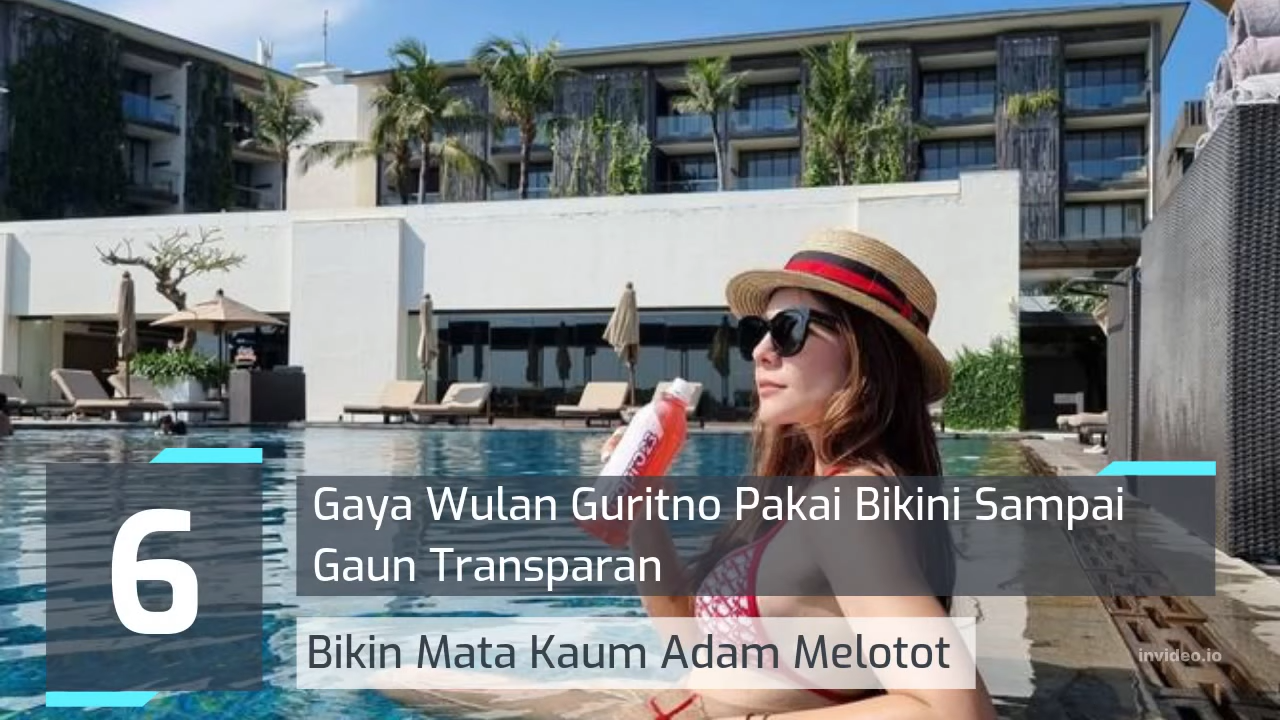 6
Gaya Wulan Guritno Pakai Bikini Sampai
Gaun Transparan
Bikin Mata Kaum Adam Melotot
invideo.io